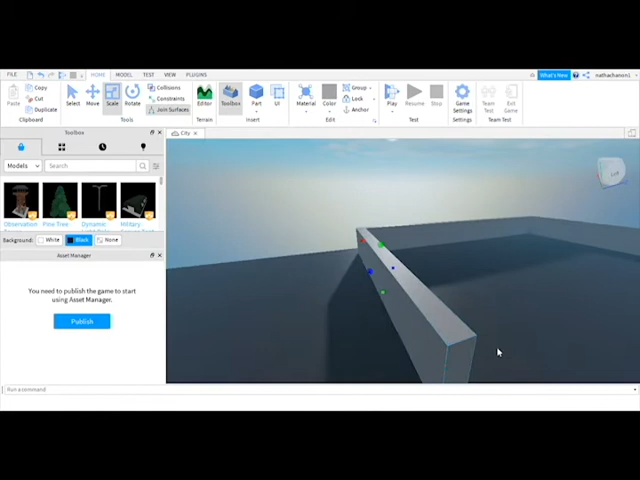 FILE HOME MODEL TEST VIEW PLUGINS What's New nathachanom1
Paste Copy Cut Duplicate Select Move Scale Rotate Collisions Constraints Join Surfaces Editor Toolbox Part UI Material Color Group Lock Anchor Play Resume Stop Game Settings Team Test Exit Game
Clipboard Tools Terrain Insert Edit Test Settings Team Test
Toolbox City
Models Search
Observation Pine Tree Dynamic Military
Background: White Black None
Asset Manager
You need to publish the game to start
using Asset Manager.
Publish
Run a command